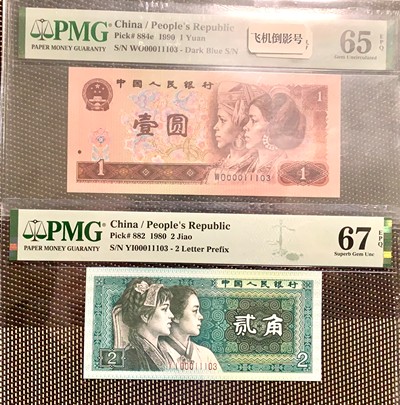 PMG
PAPER MONEY GUARANTY
China / People's Republic
Pick# 884e 1990 1 Yuan
S/N WO00011103 - Dark Blue S/N
飞机倒影号
65 EPQ
Gem Uncirculated
中国人民银行
壹圆
1
1
WO00011103
1
PMG
PAPER MONEY GUARANTY
China / People's Republic
Pick# 882 1980 2 Jiao
S/N YI00011103 - 2 Letter Prefix
67 EPQ
Superb Gem Unc
中国人民银行
贰角
00011103
2
2